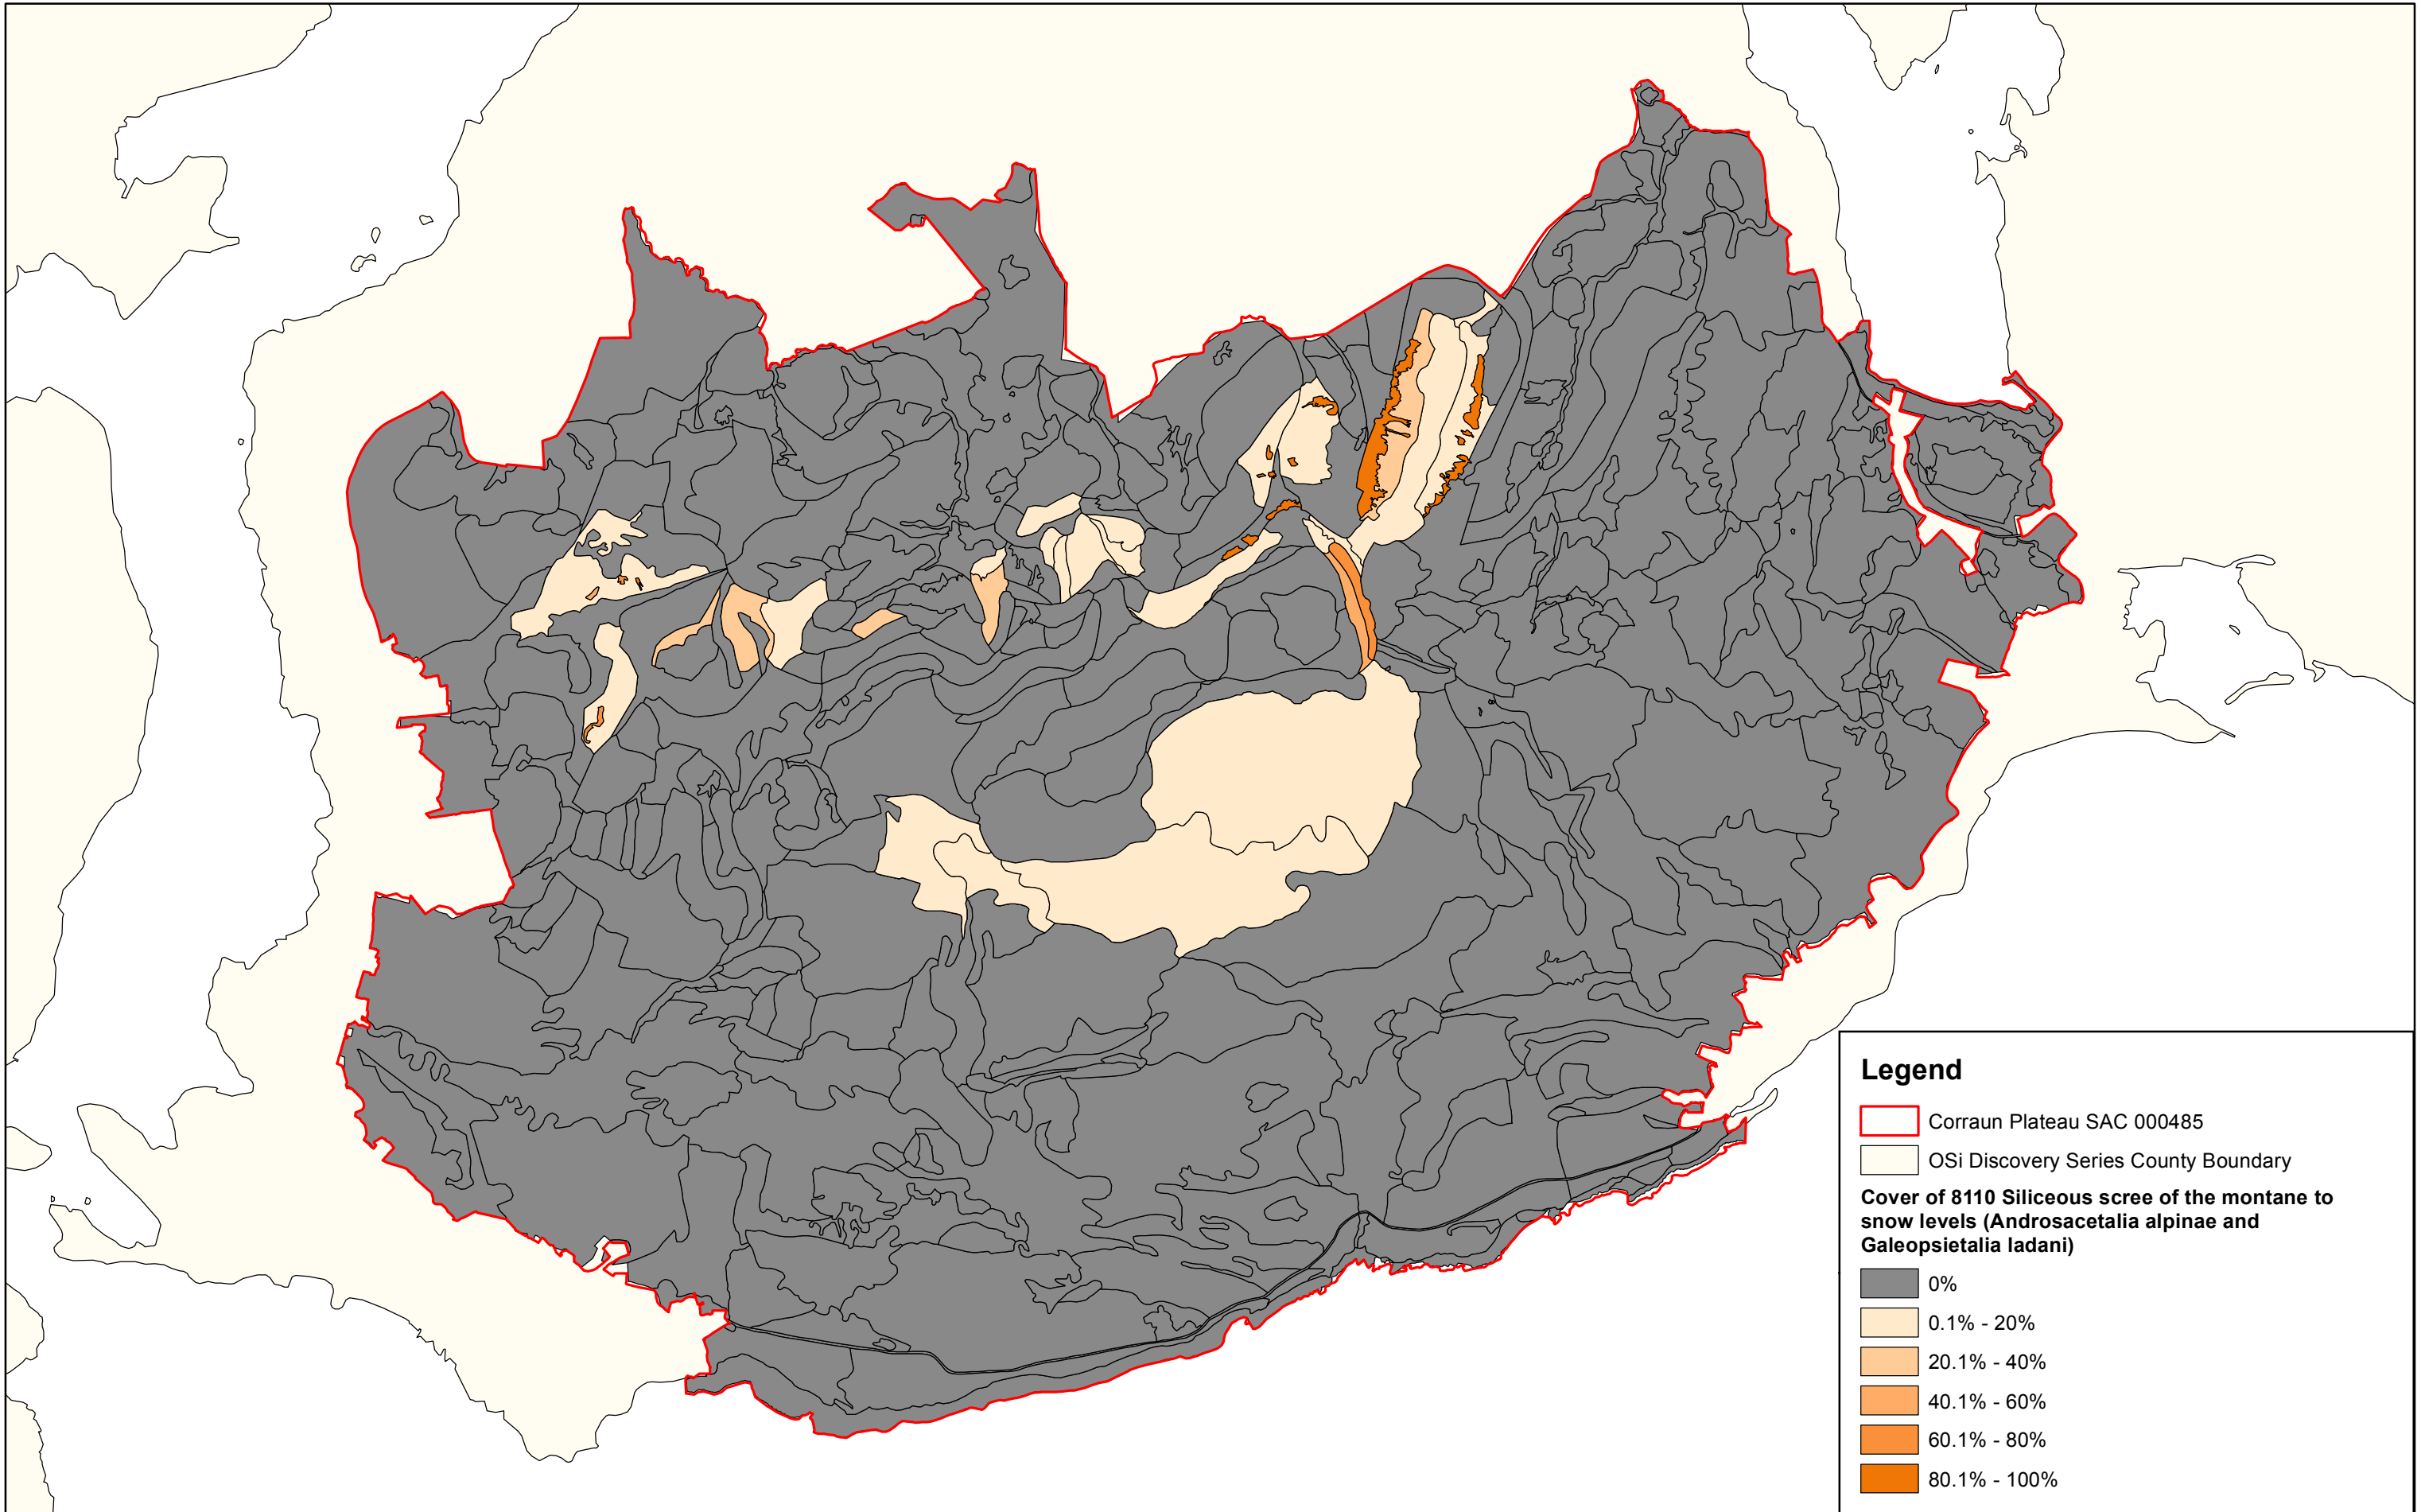 Legend
Corraun Plateau SAC 000485
OSi Discovery Series County Boundary
Cover of 8110 Siliceous scree of the montane to
snow levels (Androsacetalia alpinae and
Galeopsietalia ladani)
0%
0.1% - 20%
20.1% - 40%
40.1% - 60%
60.1% - 80%
80.1% - 100%